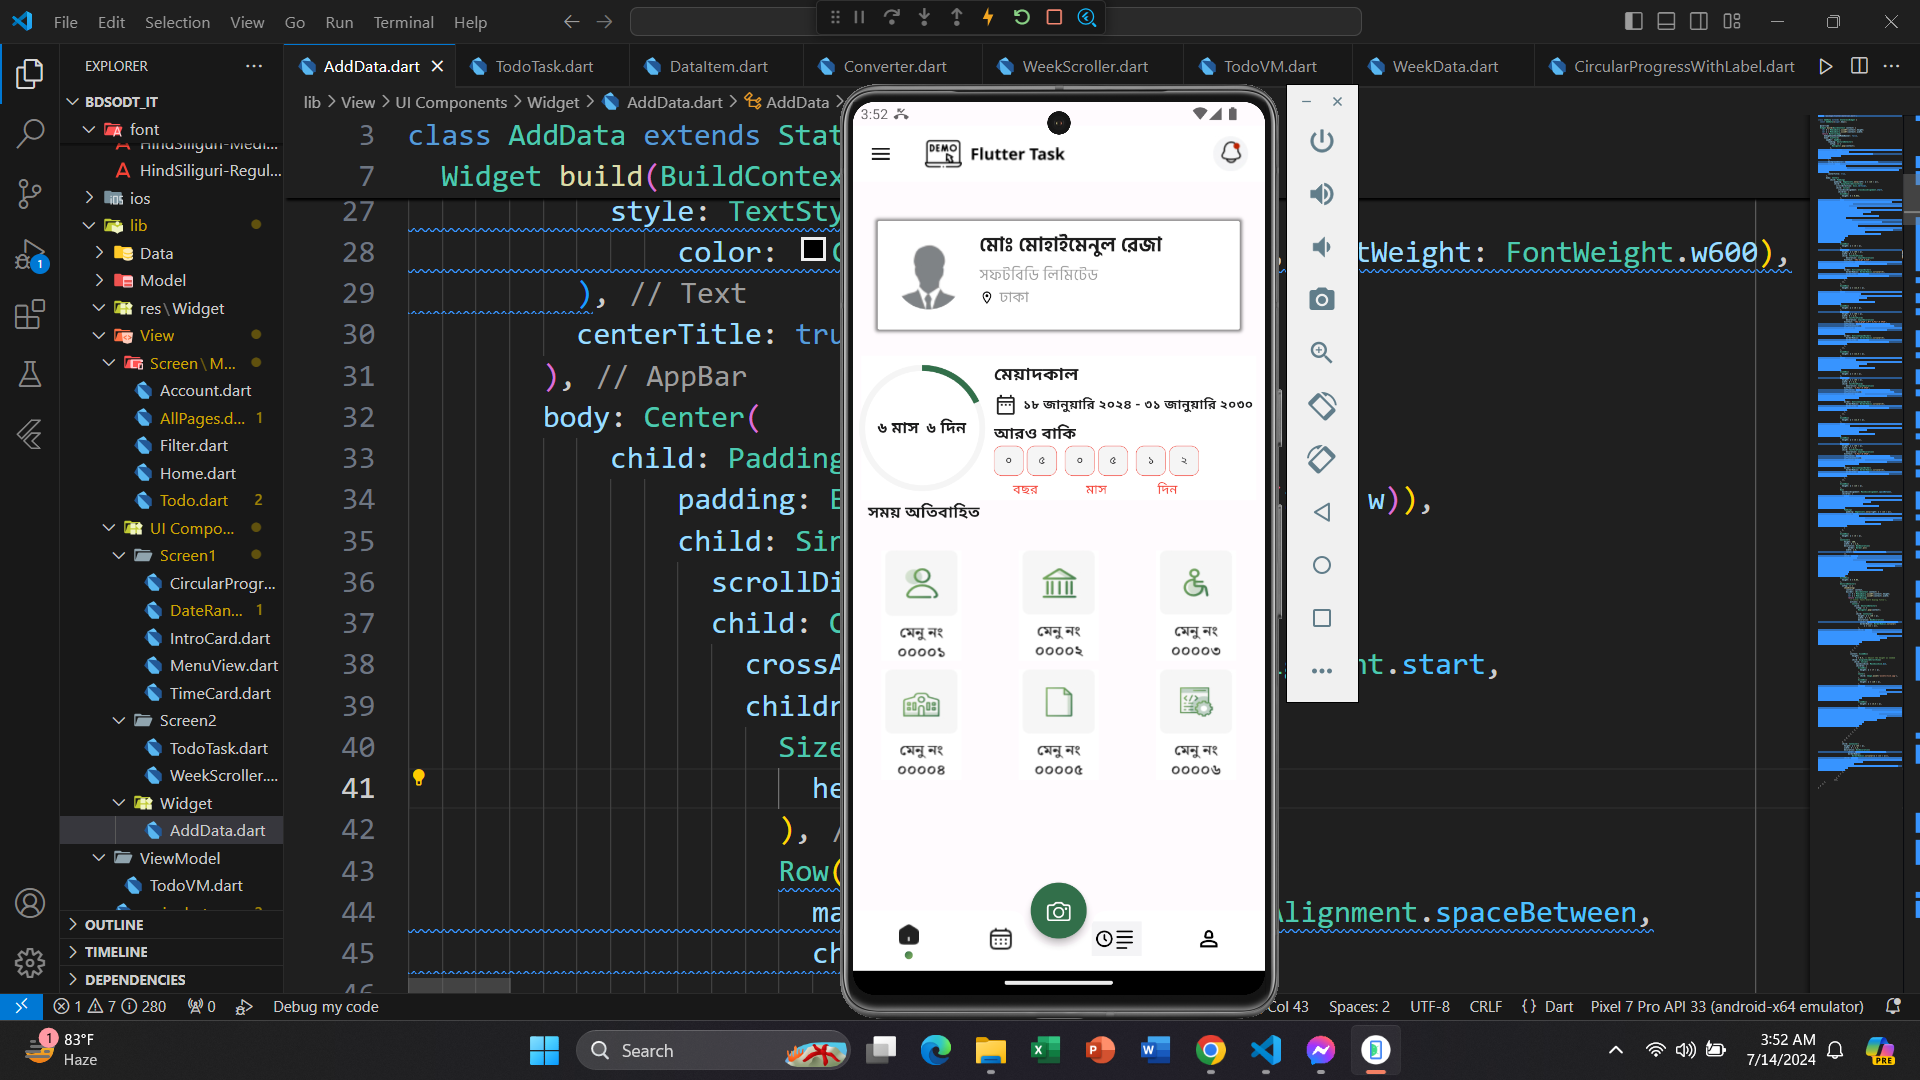 File Edit Selection View Go Run Terminal Help
EXPLORER
AddData.dart
TodoTask.dart
DataItem.dart
Converter.dart
WeekScroller.dart
TodoVM.dart
WeekData.dart
CircularProgressWithLabel.dart
BDSODT_IT
font
HindSiliguri-Medi...
HindSiliguri-Regul...
ios
lib
Data
Model
res\Widget
View
Screen\M...
Account.dart
AllPages.d... 1
Filter.dart
Home.dart
Todo.dart 2
UI Compo...
Screen1
CircularProgr...
DateRan... 1
IntroCard.dart
MenuView.dart
TimeCard.dart
Screen2
TodoTask.dart
WeekScroller....
Widget
AddData.dart
ViewModel
TodoVM.dart
OUTLINE
TIMELINE
DEPENDENCIES
lib > View > UI Components > Widget > AddData.dart > AddData
3 class AddData extends Stat
7 Widget build(BuildContex
27 style: TextSty
28 color: C tWeight: FontWeight.w600),
29 ), // Text
30 centerTitle: tru
31 ), // AppBar
32 body: Center(
33 child: Padding
34 padding: E w)),
35 child: Sin
36 scrollDi
37 child: C
38 crossA nt.start,
39 childr
40 Size
41 he
42 ), /
43 Row(
44 ma Alignment.spaceBetween,
45 ch
46
3:52
DEMO
Flutter Task
মোঃ মোহাইমেনুল রেজা
সফটবিডি লিমিটেড
ঢাকা
মেয়াদকাল
১৮ জানুয়ারি ২০২৪ - ৩১ জানুয়ারি ২০৩০
৬ মাস ৬ দিন
আরও বাকি
০ ৫ ০ ৫ ১ ২
বছর মাস দিন
সময় অতিবাহিত
মেনু নং ০০০০১
মেনু নং ০০০০২
মেনু নং ০০০০৩
মেনু নং ০০০০৪
মেনু নং ০০০০৫
মেনু নং ০০০০৬
1 7 280 0 Debug my code
Col 43 Spaces: 2 UTF-8 CRLF {} Dart Pixel 7 Pro API 33 (android-x64 emulator)
1
83°F
Haze
Search
3:52 AM
7/14/2024
PRE